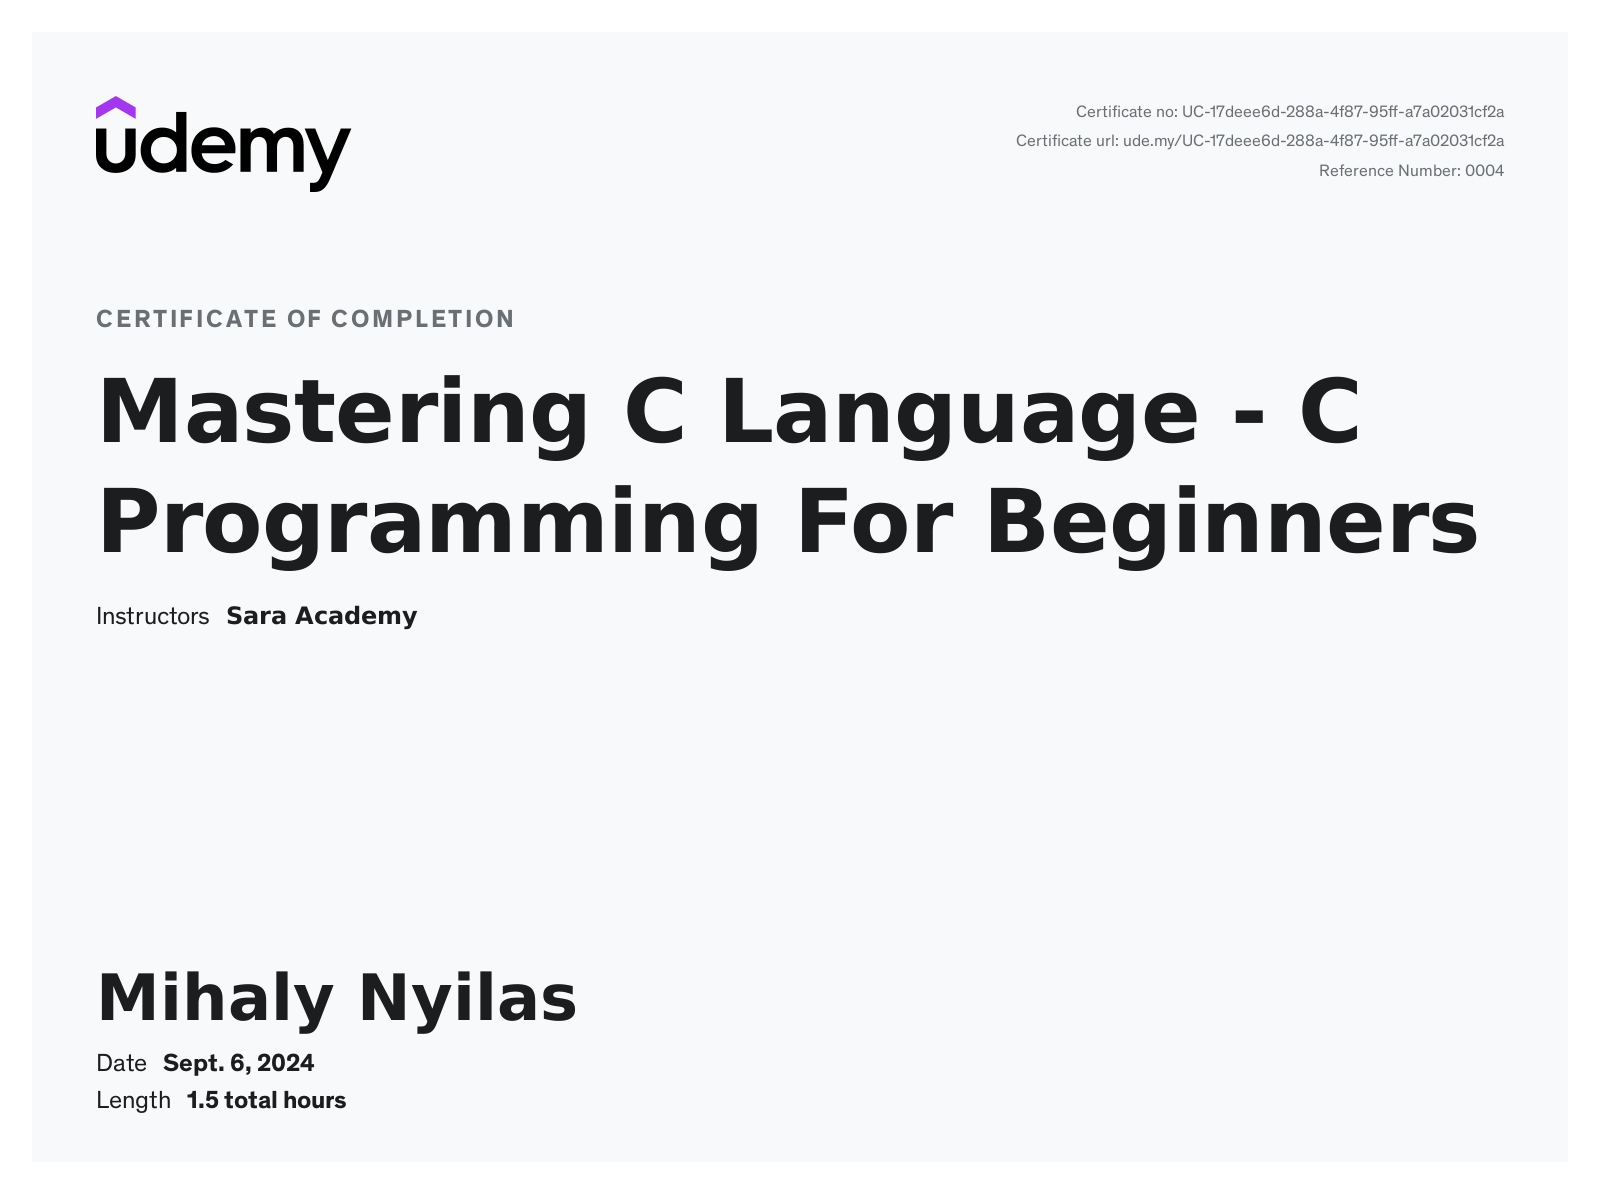 udemy
Certificate no: UC-17deee6d-288a-4f87-95ff-a7a02031cf2a
Certificate url: ude.my/UC-17deee6d-288a-4f87-95ff-a7a02031cf2a
Reference Number: 0004
CERTIFICATE OF COMPLETION
Mastering C Language - C
Programming For Beginners
Instructors Sara Academy
Mihaly Nyilas
Date Sept. 6, 2024
Length 1.5 total hours